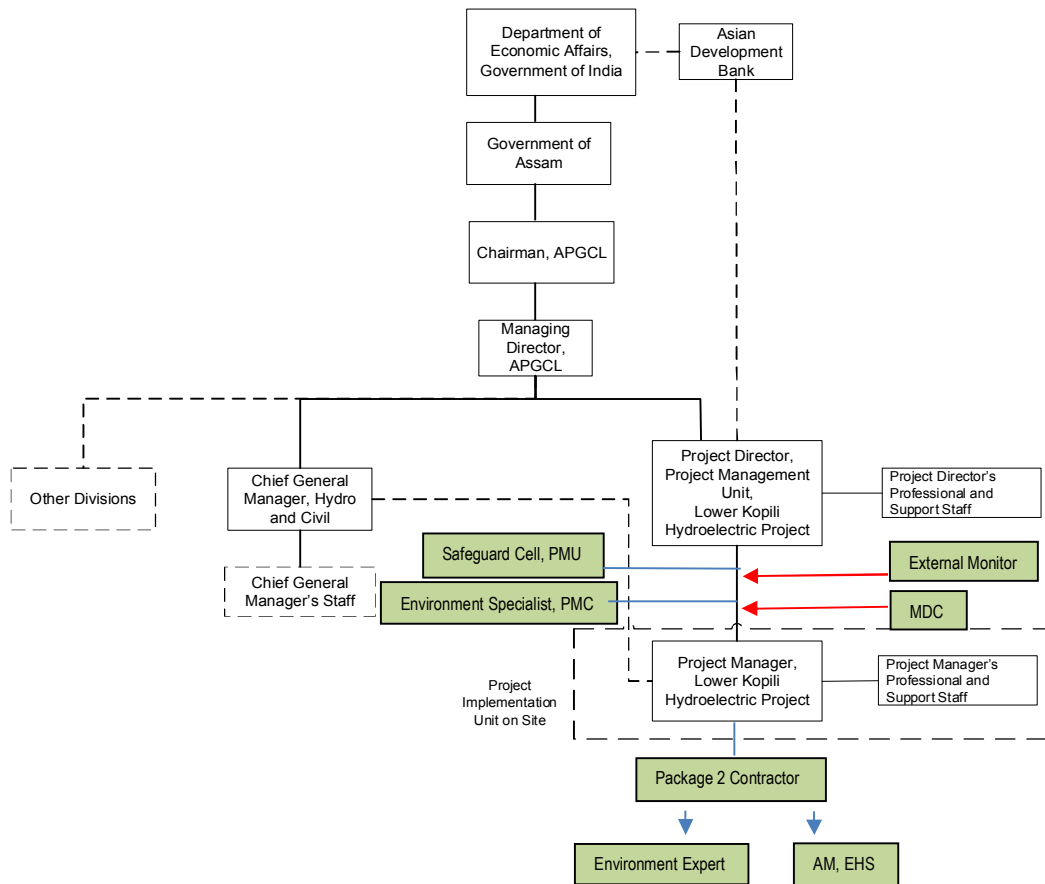 Department of
Economic Affairs,
Government of India
Asian
Development
Bank
Government of
Assam
Chairman, APGCL
Managing
Director,
APGCL
Other Divisions
Chief General
Manager, Hydro
and Civil
Project Director,
Project Management
Unit,
Lower Kopili
Hydroelectric Project
Project Director's
Professional and
Support Staff
Safeguard Cell, PMU
External Monitor
Chief General
Manager's Staff
Environment Specialist, PMC
MDC
Project
Implementation
Unit on Site
Project Manager,
Lower Kopili
Hydroelectric Project
Project Manager's
Professional and
Support Staff
Package 2 Contractor
Environment Expert
AM, EHS